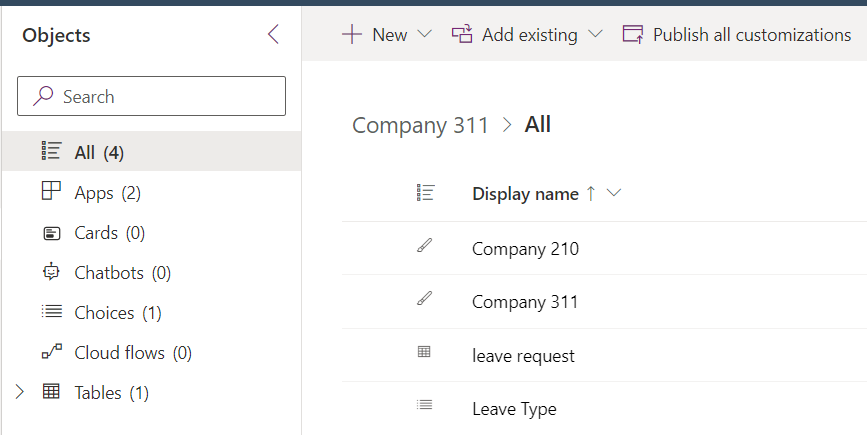 Objects
Search
All (4)
Apps (2)
Cards (0)
Chatbots (0)
Choices (1)
Cloud flows (0)
Tables (1)
New
Add existing
Publish all customizations
Company 311 > All
Display name ↑
Company 210
Company 311
leave request
Leave Type